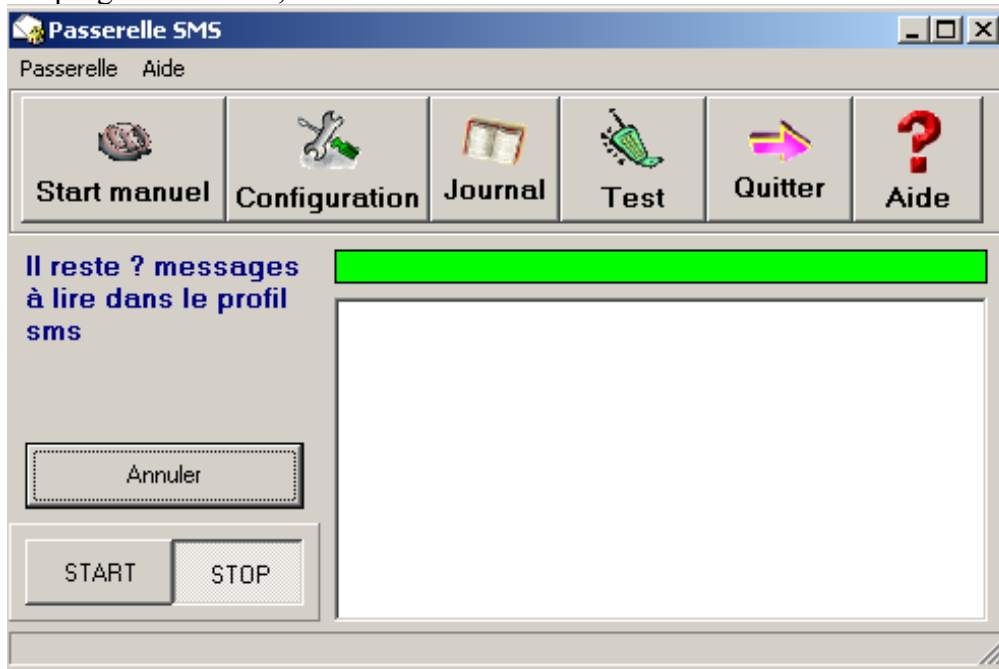 Passerelle SMS
Passerelle Aide
Start manuel Configuration Journal Test Quitter Aide
Il reste ? messages
à lire dans le profil
sms
Annuler
START STOP